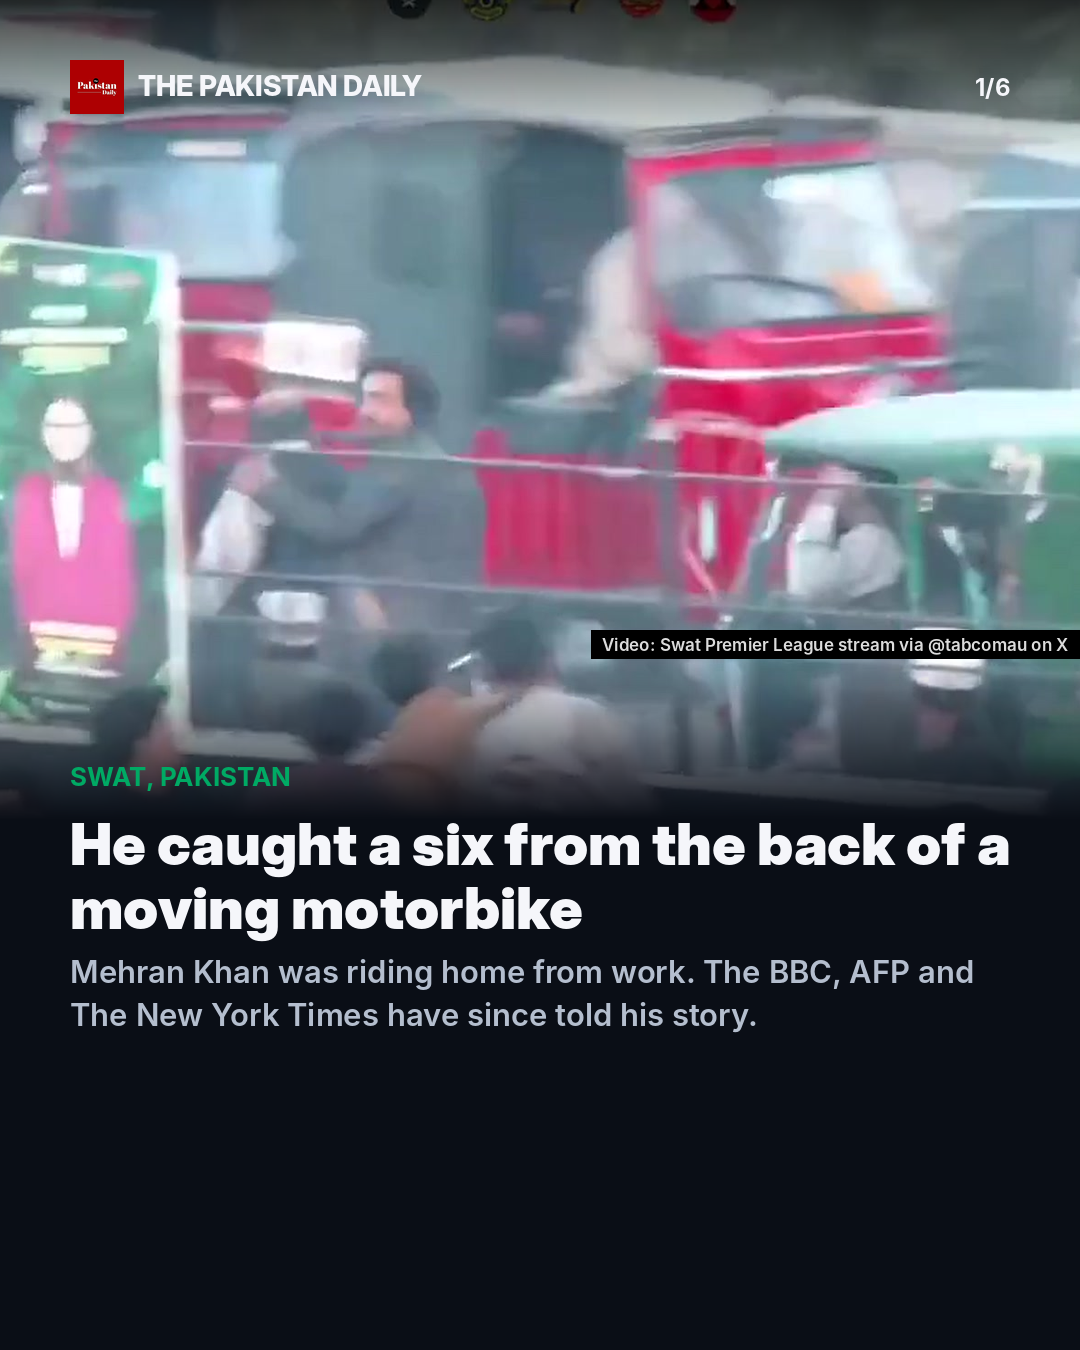 Pakistan
Daily
THE PAKISTAN DAILY
1/6
Video: Swat Premier League stream via @tabcomau on X
SWAT, PAKISTAN
He caught a six from the back of a
moving motorbike
Mehran Khan was riding home from work. The BBC, AFP and
The New York Times have since told his story.